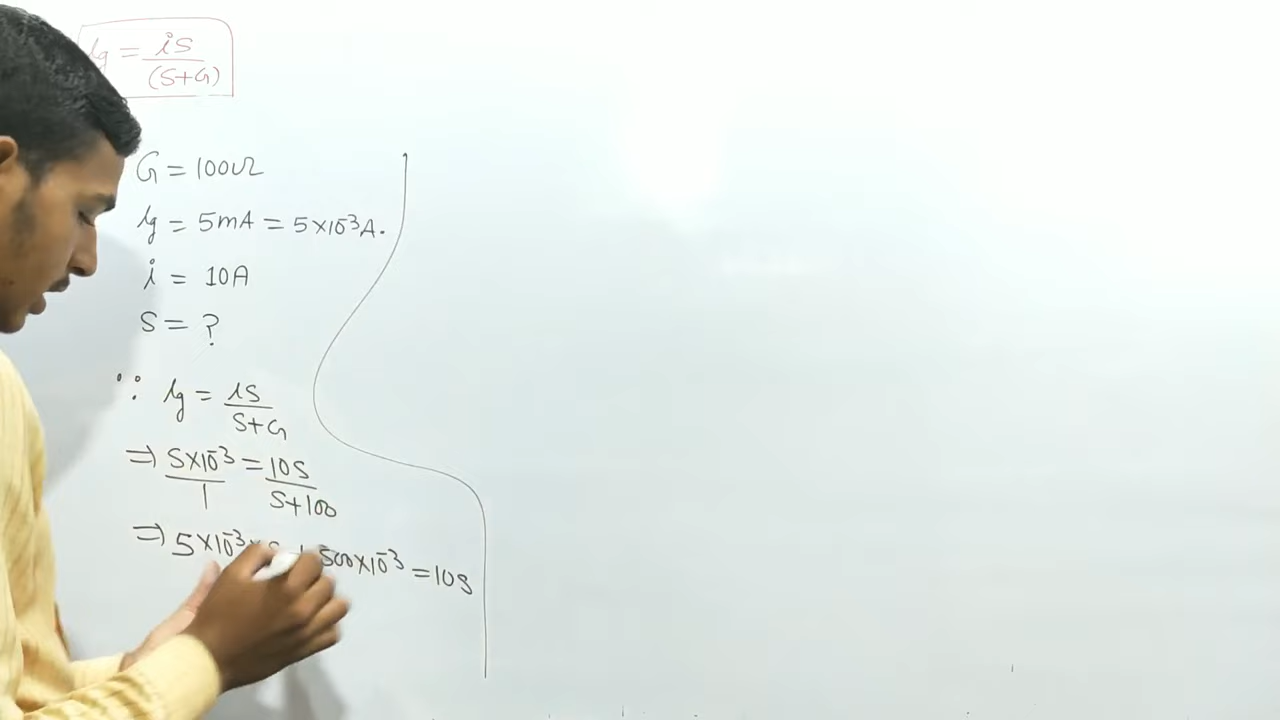 ig = iS/(S+G)
G = 100Ω
ig = 5mA = 5×10⁻³A.
i = 10A
S = ?
∵ ig = iS/S+G
⇒ 5×10⁻³/1 = 10S/S+100
⇒ 5×10⁻³ 500×10⁻³ = 10S